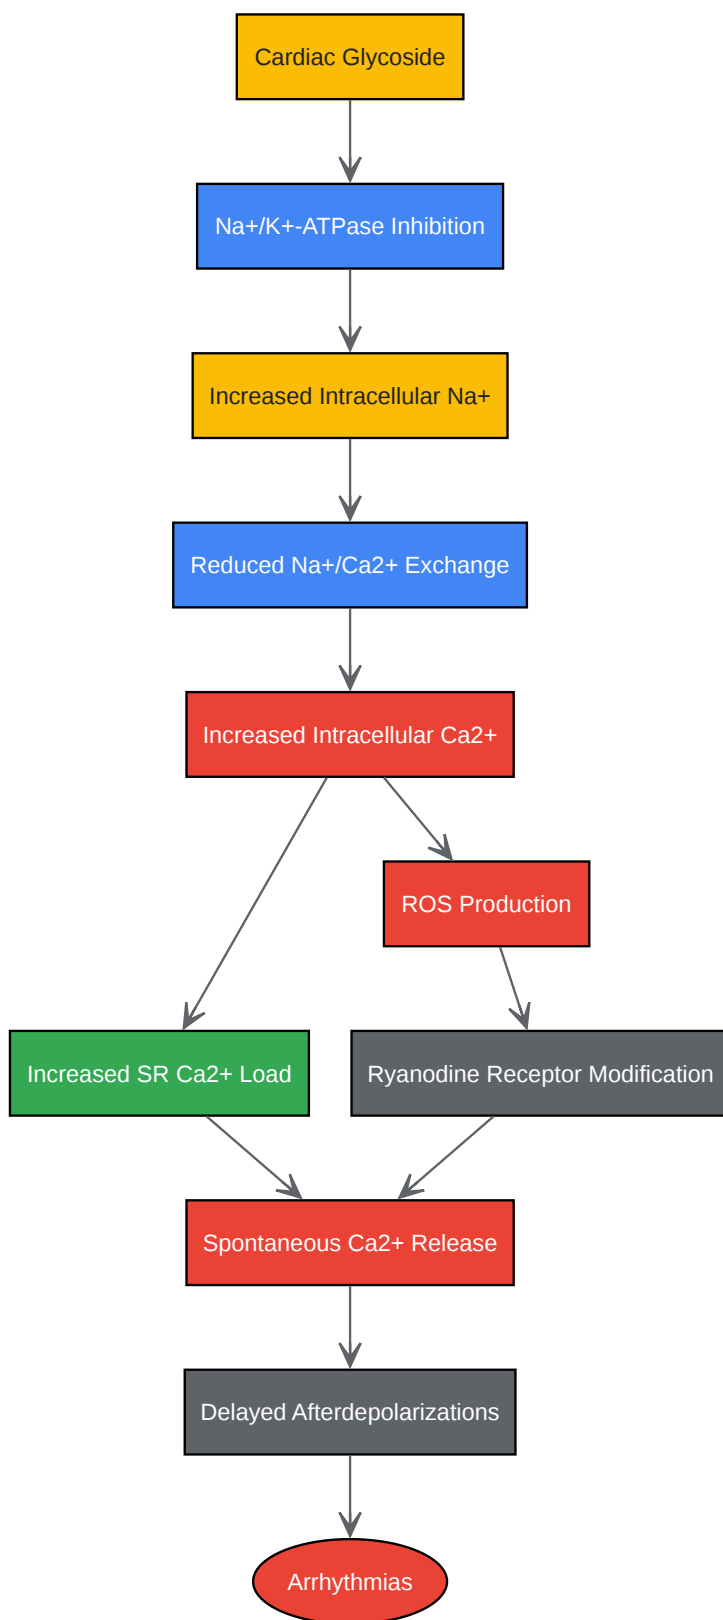 Cardiac Glycoside
Na+/K+-ATPase Inhibition
Increased Intracellular Na+
Reduced Na+/Ca2+ Exchange
Increased Intracellular Ca2+
ROS Production
Increased SR Ca2+ Load
Ryanodine Receptor Modification
Spontaneous Ca2+ Release
Delayed Afterdepolarizations
Arrhythmias